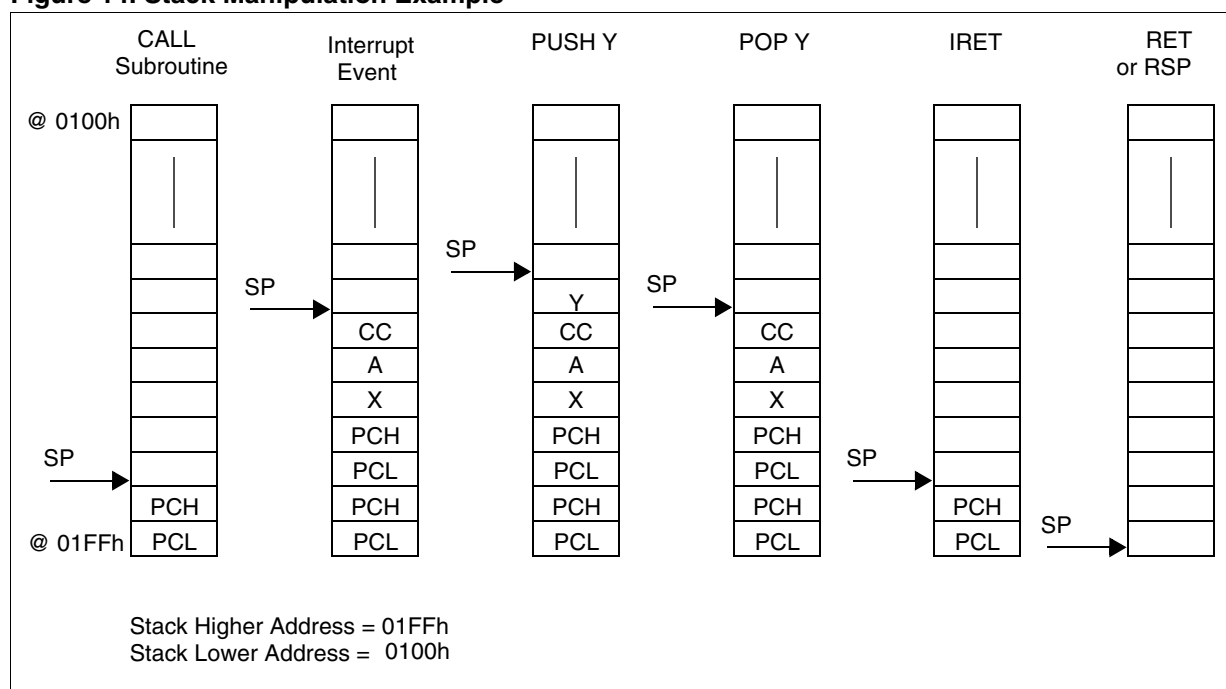 Figure
Stack Manipulation Example
CALL
Subroutine
Interrupt
Event
PUSH Y
POP Y
IRET
RET
or RSP
@ 0100h
@ 01FFh
SP
PCH
PCL
SP
CC
A
X
PCH
PCL
PCH
PCL
SP
Y
CC
A
X
PCH
PCL
PCH
PCL
SP
CC
A
X
PCH
PCL
PCH
PCL
SP
PCH
PCL
SP
Stack Higher Address = 01FFh
Stack Lower Address = 0100h